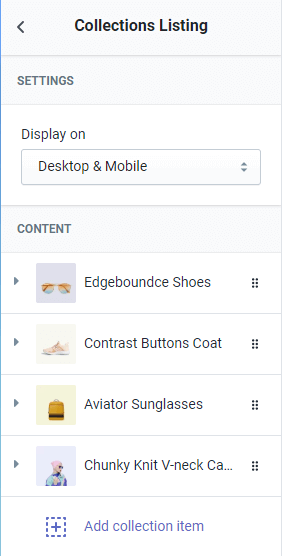 Collections Listing
SETTINGS
Display on
Desktop & Mobile
CONTENT
Edgeboundce Shoes
Contrast Buttons Coat
Aviator Sunglasses
Chunky Knit V-neck Ca...
Add collection item